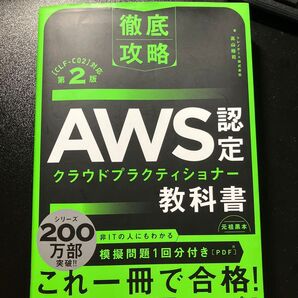 徹底
攻略
[CLF-C02]対応
第2版
AWS認定
クラウドプラクティショナー
教科書
元祖黒本
シリーズ
200
万部
突破!!
非ITの人にもわかる
模擬問題1回分付き[PDF]
これ一冊で合格!